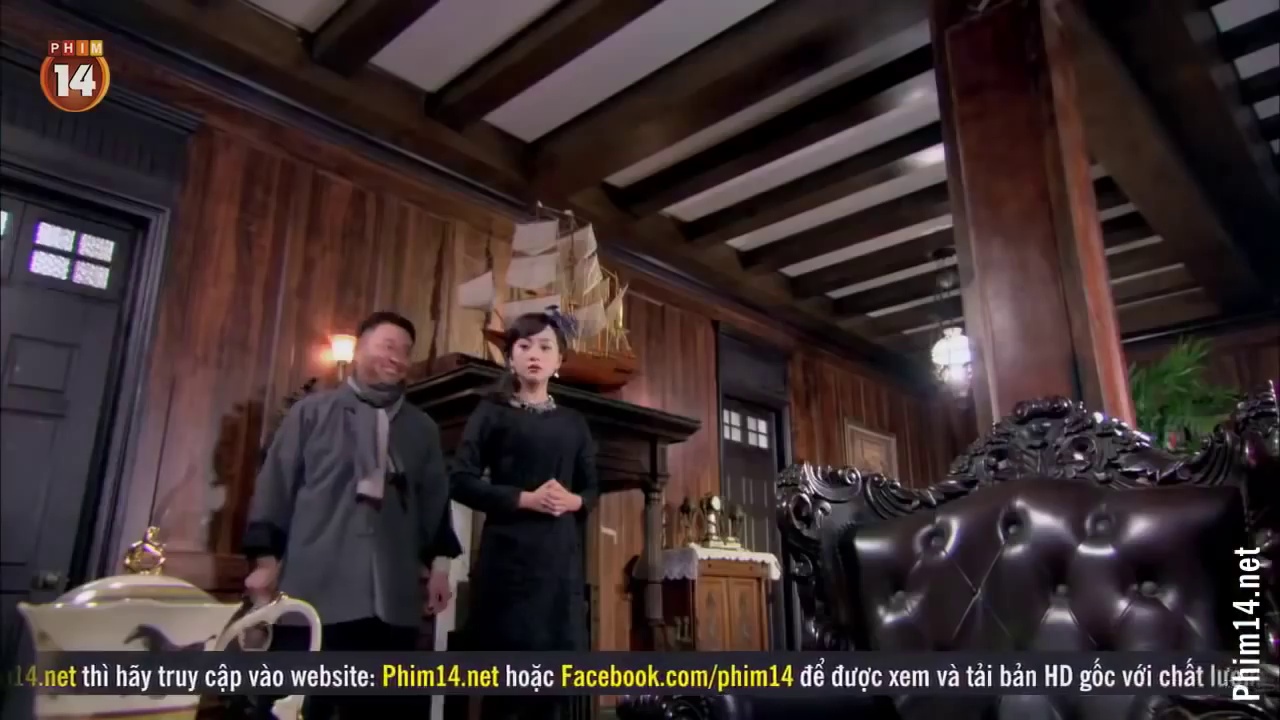 PHIM
14
14.net thì hãy truy cập vào website: Phim14.net hoặc Facebook.com/phim14 để được xem và tải bản HD gốc với chất
Phim14.net